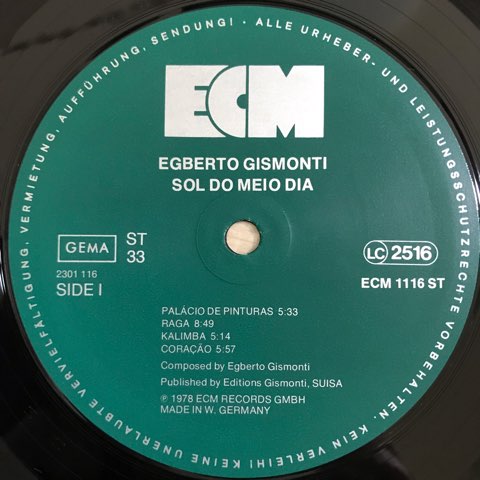 ALLE URHEBER- UND LEISTUNGSSCHUTZRECHTE VORBEHALTEN. KEIN VERLEIH! KEINE UNERLAUBTE VERVIELFÄLTIGUNG, VERMIETUNG, AUFFÜHRUNG, SENDUNG! -
ECM
EGBERTO GISMONTI
SOL DO MEIO DIA
GEMA
ST
33
LC 2516
2301 116
SIDE I
ECM 1116 ST
PALÁCIO DE PINTURAS 5:33
RAGA 8:49
KALIMBA 5:14
CORAÇÃO 5:57
Composed by Egberto Gismonti
Published by Editions Gismonti, SUISA
℗ 1978 ECM RECORDS GMBH
MADE IN W. GERMANY